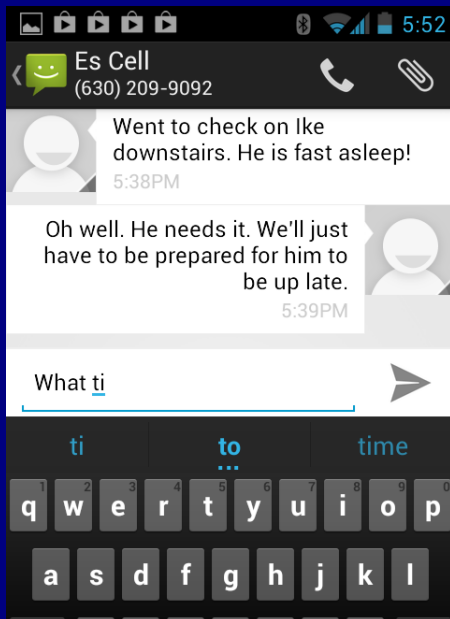 5:52
Es Cell
(630) 209-9092
Went to check on Ike
downstairs. He is fast asleep!
5:38PM
Oh well. He needs it. We'll just
have to be prepared for him to
be up late.
5:39PM
What ti
ti to time
1 2 3 4 5 6 7 8 9 0
q w e r t y u i o p
a s d f g h j k l